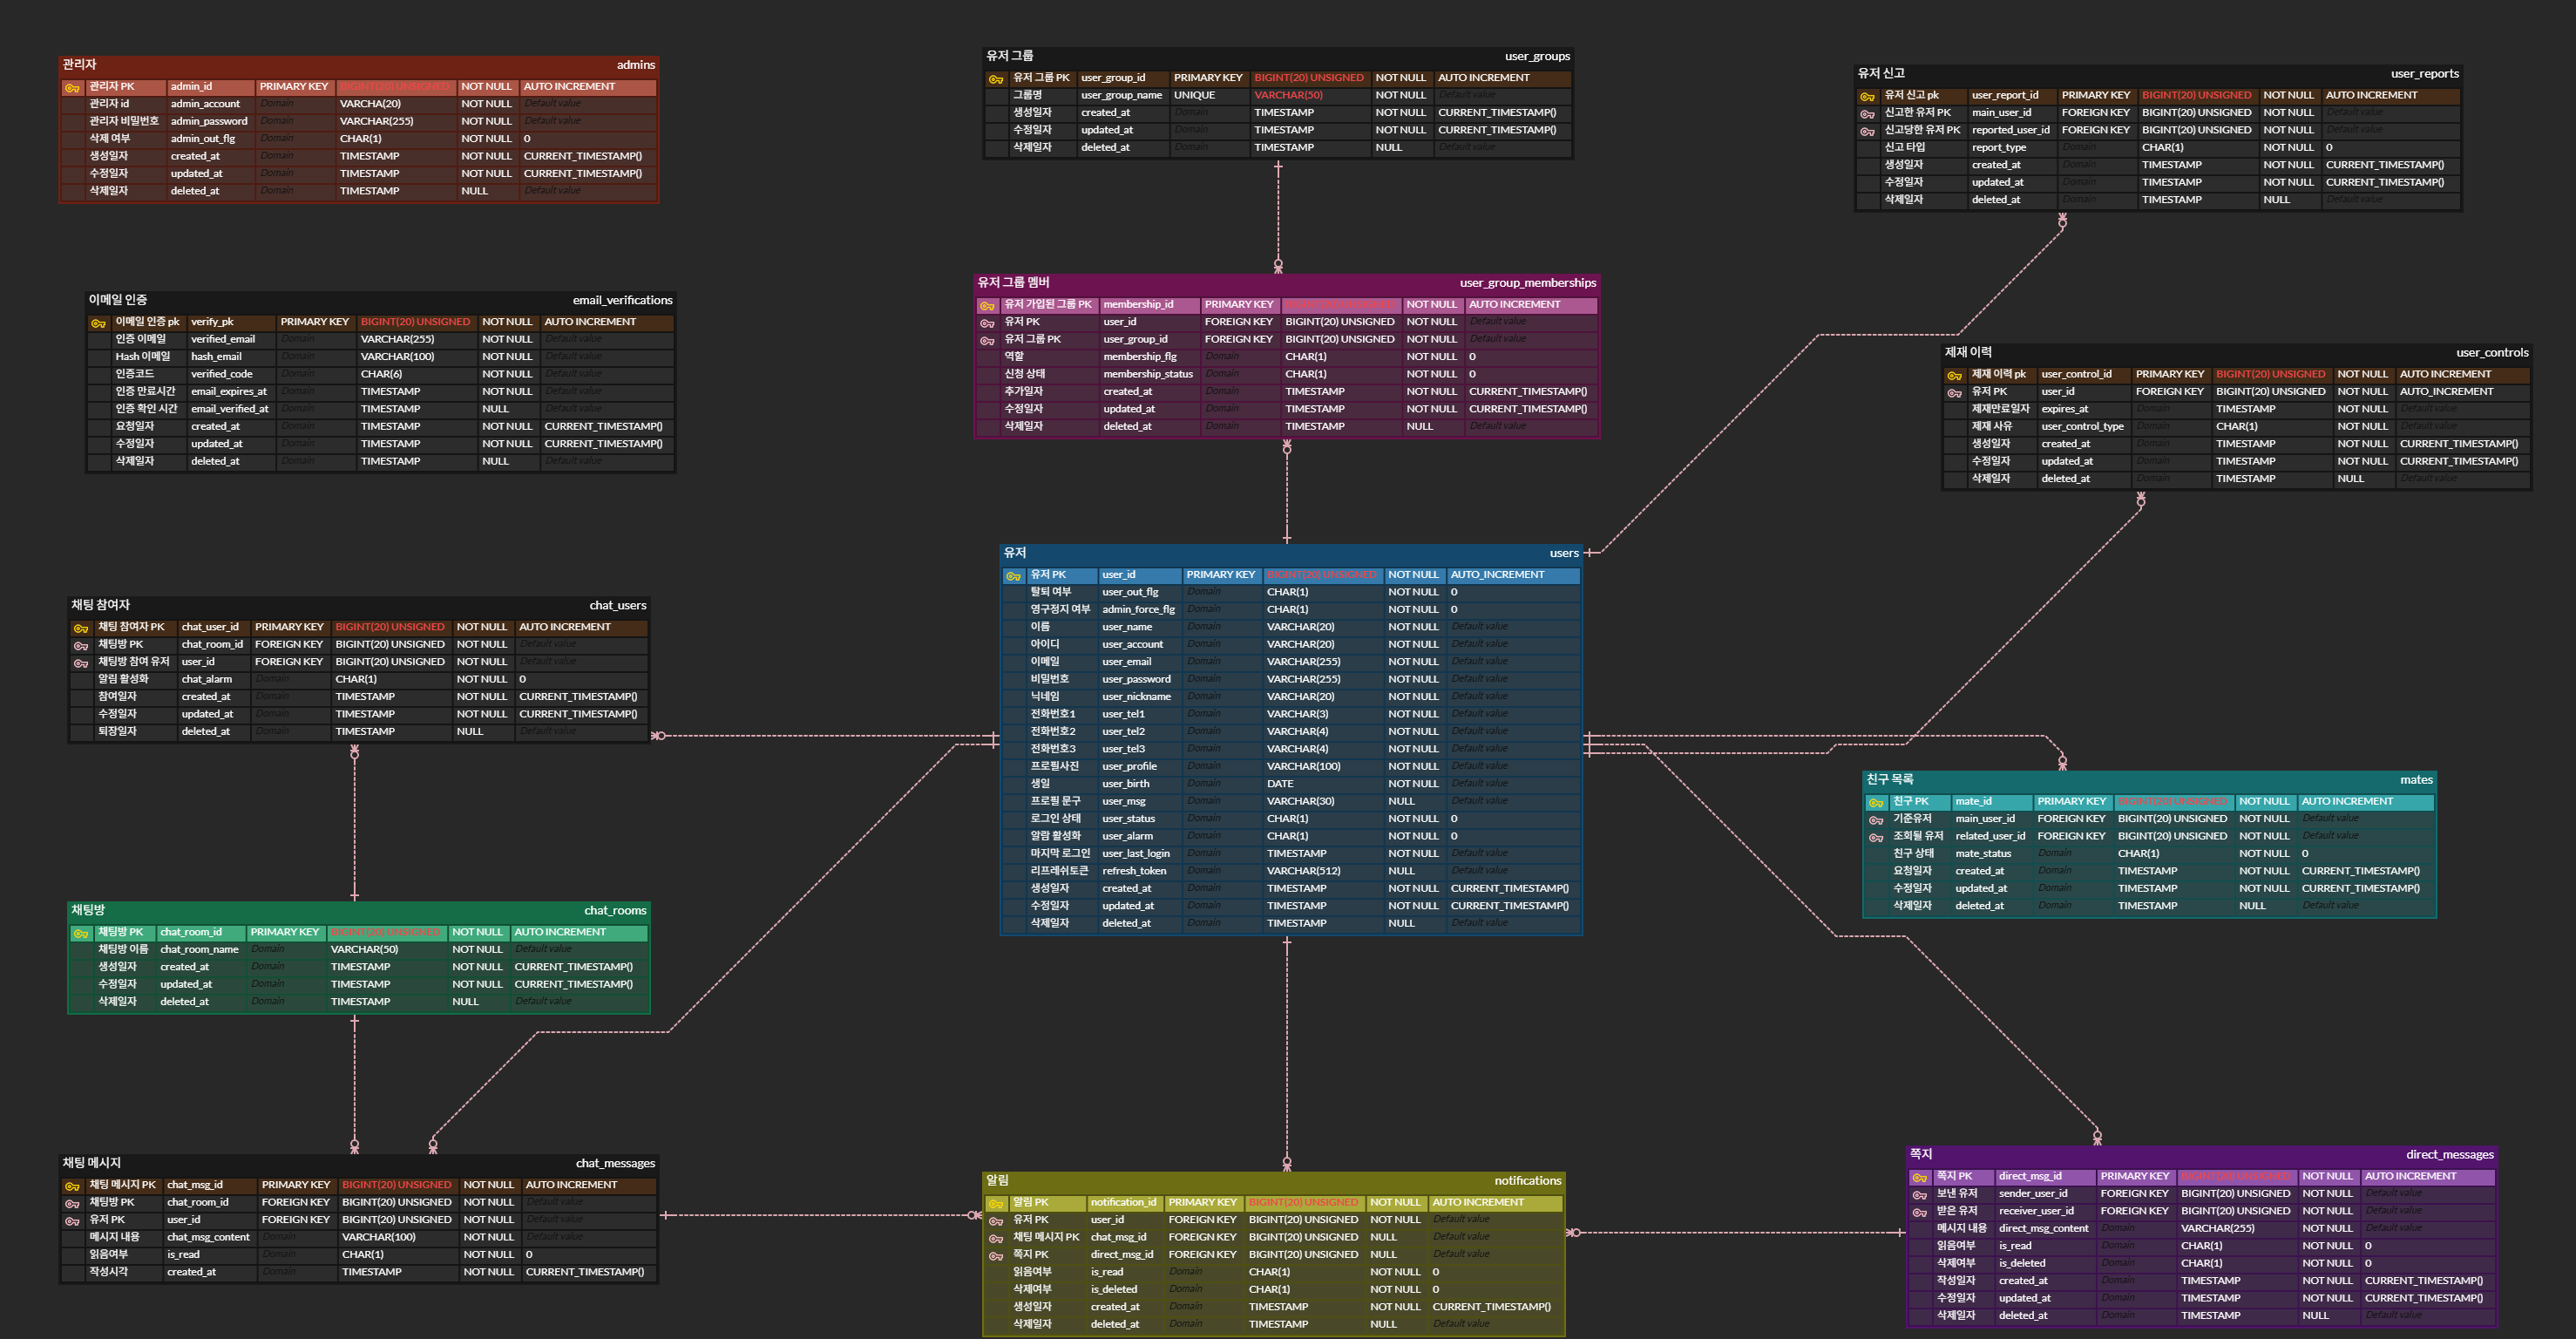 관리자 admins
관리자 PK admin_id PRIMARY KEY BIGINT(20) UNSIGNED NOT NULL AUTO INCREMENT
관리자 id admin_account Domain VARCHA(20) NOT NULL Default value
관리자 비밀번호 admin_password Domain VARCHAR(255) NOT NULL Default value
삭제 여부 admin_out_flg Domain CHAR(1) NOT NULL 0
생성일자 created_at Domain TIMESTAMP NOT NULL CURRENT_TIMESTAMP()
수정일자 updated_at Domain TIMESTAMP NOT NULL CURRENT_TIMESTAMP()
삭제일자 deleted_at Domain TIMESTAMP NULL Default value
유저 그룹 user_groups
유저 그룹 PK user_group_id PRIMARY KEY BIGINT(20) UNSIGNED NOT NULL AUTO INCREMENT
그룹명 user_group_name UNIQUE VARCHAR(50) NOT NULL Default value
생성일자 created_at Domain TIMESTAMP NOT NULL CURRENT_TIMESTAMP()
수정일자 updated_at Domain TIMESTAMP NOT NULL CURRENT_TIMESTAMP()
삭제일자 deleted_at Domain TIMESTAMP NULL Default value
유저 신고 user_reports
유저 신고 pk user_report_id PRIMARY KEY BIGINT(20) UNSIGNED NOT NULL AUTO INCREMENT
신고한 유저 PK main_user_id FOREIGN KEY BIGINT(20) UNSIGNED NOT NULL Default value
신고당한 유저 PK reported_user_id FOREIGN KEY BIGINT(20) UNSIGNED NOT NULL Default value
신고 타입 report_type Domain CHAR(1) NOT NULL 0
생성일자 created_at Domain TIMESTAMP NOT NULL CURRENT_TIMESTAMP()
수정일자 updated_at Domain TIMESTAMP NOT NULL CURRENT_TIMESTAMP()
삭제일자 deleted_at Domain TIMESTAMP NULL Default value
이메일 인증 email_verifications
이메일 인증 pk verify_pk PRIMARY KEY BIGINT(20) UNSIGNED NOT NULL AUTO INCREMENT
인증 이메일 verified_email Domain VARCHAR(255) NOT NULL Default value
Hash 이메일 hash_email Domain VARCHAR(100) NOT NULL Default value
인증코드 verified_code Domain CHAR(6) NOT NULL Default value
인증 만료시간 email_expires_at Domain TIMESTAMP NOT NULL Default value
인증 확인 시간 email_verified_at Domain TIMESTAMP NULL Default value
요청일자 created_at Domain TIMESTAMP NOT NULL CURRENT_TIMESTAMP()
수정일자 updated_at Domain TIMESTAMP NOT NULL CURRENT_TIMESTAMP()
삭제일자 deleted_at Domain TIMESTAMP NULL Default value
유저 그룹 멤버 user_group_memberships
유저 가입된 그룹 PK membership_id PRIMARY KEY BIGINT(20) UNSIGNED NOT NULL AUTO INCREMENT
유저 PK user_id FOREIGN KEY BIGINT(20) UNSIGNED NOT NULL Default value
유저 그룹 PK user_group_id FOREIGN KEY BIGINT(20) UNSIGNED NOT NULL Default value
역할 membership_flg Domain CHAR(1) NOT NULL 0
신청 상태 membership_status Domain CHAR(1) NOT NULL 0
추가일자 created_at Domain TIMESTAMP NOT NULL CURRENT_TIMESTAMP()
수정일자 updated_at Domain TIMESTAMP NOT NULL CURRENT_TIMESTAMP()
삭제일자 deleted_at Domain TIMESTAMP NULL Default value
제재 이력 user_controls
제재 이력 pk user_control_id PRIMARY KEY BIGINT(20) UNSIGNED NOT NULL AUTO INCREMENT
유저 PK user_id FOREIGN KEY BIGINT(20) UNSIGNED NOT NULL AUTO_INCREMENT
제재만료일자 expires_at Domain TIMESTAMP NOT NULL Default value
제재 사유 user_control_type Domain CHAR(1) NOT NULL Default value
생성일자 created_at Domain TIMESTAMP NOT NULL CURRENT_TIMESTAMP()
수정일자 updated_at Domain TIMESTAMP NOT NULL CURRENT_TIMESTAMP()
삭제일자 deleted_at Domain TIMESTAMP NULL Default value
유저 users
유저 PK user_id PRIMARY KEY BIGINT(20) UNSIGNED NOT NULL AUTO_INCREMENT
탈퇴 여부 user_out_flg Domain CHAR(1) NOT NULL 0
영구정지 여부 admin_force_flg Domain CHAR(1) NOT NULL 0
이름 user_name Domain VARCHAR(20) NOT NULL Default value
아이디 user_account Domain VARCHAR(20) NOT NULL Default value
이메일 user_email Domain VARCHAR(255) NOT NULL Default value
비밀번호 user_password Domain VARCHAR(255) NOT NULL Default value
닉네임 user_nickname Domain VARCHAR(20) NOT NULL Default value
전화번호1 user_tel1 Domain VARCHAR(3) NOT NULL Default value
전화번호2 user_tel2 Domain VARCHAR(4) NOT NULL Default value
전화번호3 user_tel3 Domain VARCHAR(4) NOT NULL Default value
프로필사진 user_profile Domain VARCHAR(100) NOT NULL Default value
생일 user_birth Domain DATE NOT NULL Default value
프로필 문구 user_msg Domain VARCHAR(30) NULL Default value
로그인 상태 user_status Domain CHAR(1) NOT NULL 0
알람 활성화 user_alarm Domain CHAR(1) NOT NULL 0
마지막 로그인 user_last_login Domain TIMESTAMP NOT NULL Default value
리프레쉬토큰 refresh_token Domain VARCHAR(512) NULL Default value
생성일자 created_at Domain TIMESTAMP NOT NULL CURRENT_TIMESTAMP()
수정일자 updated_at Domain TIMESTAMP NOT NULL CURRENT_TIMESTAMP()
삭제일자 deleted_at Domain TIMESTAMP NULL Default value
채팅 참여자 chat_users
채팅 참여자 PK chat_user_id PRIMARY KEY BIGINT(20) UNSIGNED NOT NULL AUTO INCREMENT
채팅방 PK chat_room_id FOREIGN KEY BIGINT(20) UNSIGNED NOT NULL Default value
채팅방 참여 유저 user_id FOREIGN KEY BIGINT(20) UNSIGNED NOT NULL Default value
알림 활성화 chat_alarm Domain CHAR(1) NOT NULL 0
참여일자 created_at Domain TIMESTAMP NOT NULL CURRENT_TIMESTAMP()
수정일자 updated_at Domain TIMESTAMP NOT NULL CURRENT_TIMESTAMP()
퇴장일자 deleted_at Domain TIMESTAMP NULL Default value
친구 목록 mates
친구 PK mate_id PRIMARY KEY BIGINT(20) UNSIGNED NOT NULL AUTO INCREMENT
기준유저 main_user_id FOREIGN KEY BIGINT(20) UNSIGNED NOT NULL Default value
조회될 유저 related_user_id FOREIGN KEY BIGINT(20) UNSIGNED NOT NULL Default value
친구 상태 mate_status Domain CHAR(1) NOT NULL 0
요청일자 created_at Domain TIMESTAMP NOT NULL CURRENT_TIMESTAMP()
수정일자 updated_at Domain TIMESTAMP NOT NULL CURRENT_TIMESTAMP()
삭제일자 deleted_at Domain TIMESTAMP NULL Default value
채팅방 chat_rooms
채팅방 PK chat_room_id PRIMARY KEY BIGINT(20) UNSIGNED NOT NULL AUTO INCREMENT
채팅방 이름 chat_room_name Domain VARCHAR(50) NOT NULL Default value
생성일자 created_at Domain TIMESTAMP NOT NULL CURRENT_TIMESTAMP()
수정일자 updated_at Domain TIMESTAMP NOT NULL CURRENT_TIMESTAMP()
삭제일자 deleted_at Domain TIMESTAMP NULL Default value
채팅 메시지 chat_messages
채팅 메시지 PK chat_msg_id PRIMARY KEY BIGINT(20) UNSIGNED NOT NULL AUTO INCREMENT
채팅방 PK chat_room_id FOREIGN KEY BIGINT(20) UNSIGNED NOT NULL Default value
유저 PK user_id FOREIGN KEY BIGINT(20) UNSIGNED NOT NULL Default value
메시지 내용 chat_msg_content Domain VARCHAR(100) NOT NULL Default value
읽음여부 is_read Domain CHAR(1) NOT NULL 0
작성시각 created_at Domain TIMESTAMP NOT NULL CURRENT_TIMESTAMP()
알림 notifications
알림 PK notification_id PRIMARY KEY BIGINT(20) UNSIGNED NOT NULL AUTO INCREMENT
유저 PK user_id FOREIGN KEY BIGINT(20) UNSIGNED NOT NULL Default value
채팅 메시지 PK chat_msg_id FOREIGN KEY BIGINT(20) UNSIGNED NULL Default value
쪽지 PK direct_msg_id FOREIGN KEY BIGINT(20) UNSIGNED NULL Default value
읽음여부 is_read Domain CHAR(1) NOT NULL 0
삭제여부 is_deleted Domain CHAR(1) NOT NULL 0
생성일자 created_at Domain TIMESTAMP NOT NULL CURRENT_TIMESTAMP()
삭제일자 deleted_at Domain TIMESTAMP NULL Default value
쪽지 direct_messages
쪽지 PK direct_msg_id PRIMARY KEY BIGINT(20) UNSIGNED NOT NULL AUTO INCREMENT
보낸 유저 sender_user_id FOREIGN KEY BIGINT(20) UNSIGNED NOT NULL Default value
받은 유저 receiver_user_id FOREIGN KEY BIGINT(20) UNSIGNED NOT NULL Default value
메시지 내용 direct_msg_content Domain VARCHAR(255) NOT NULL Default value
읽음여부 is_read Domain CHAR(1) NOT NULL 0
삭제여부 is_deleted Domain CHAR(1) NOT NULL 0
작성일자 created_at Domain TIMESTAMP NOT NULL CURRENT_TIMESTAMP()
수정일자 updated_at Domain TIMESTAMP NOT NULL CURRENT_TIMESTAMP()
삭제일자 deleted_at Domain TIMESTAMP NULL Default value